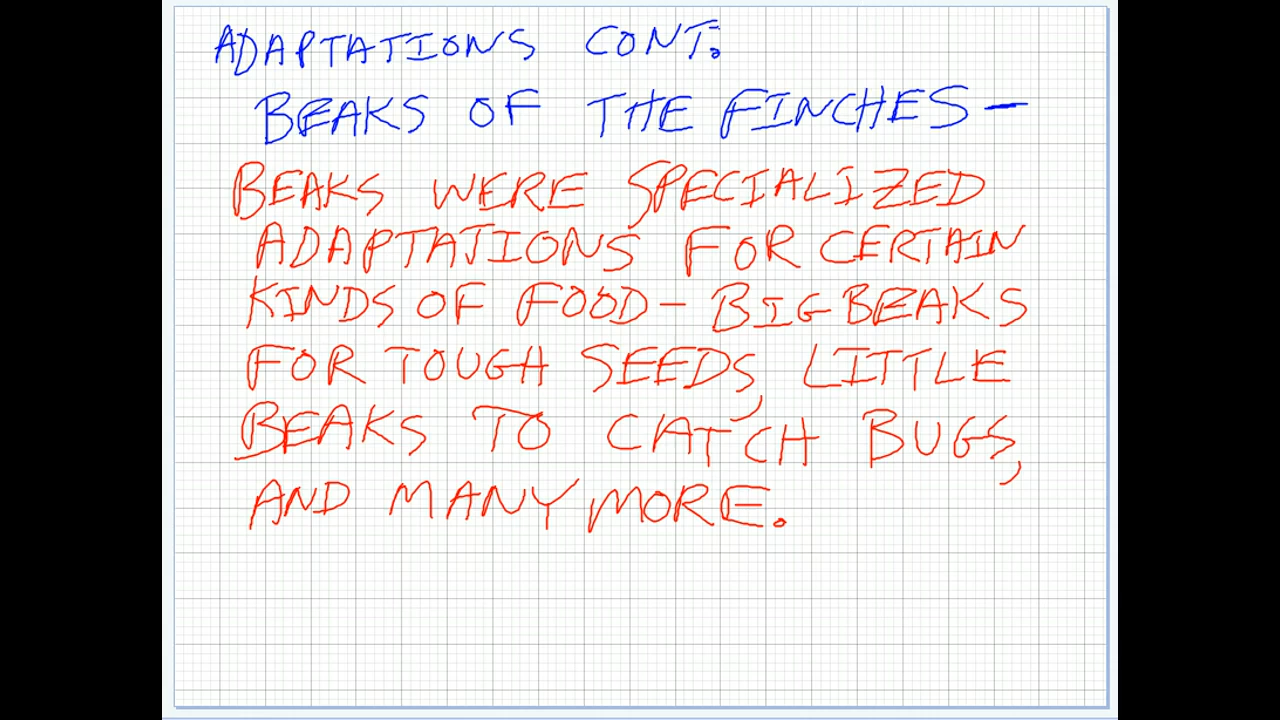 ADAPTATIONS CONT:
BEAKS OF THE FINCHES-
BEAKS WERE SPECIALIZED
ADAPTATIONS FOR CERTAIN
KINDS OF FOOD - BIG BEAKS
FOR TOUGH SEEDS, LITTLE
BEAKS TO CATCH BUGS,
AND MANY MORE.